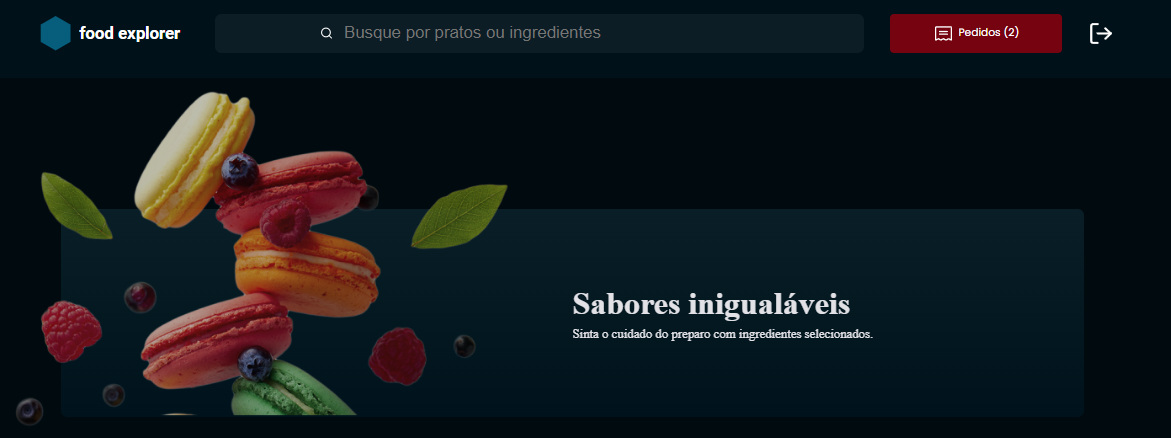 food explorer
Busque por pratos ou ingredientes
Pedidos (2)
Sabores inigualáveis
Sinta o cuidado do preparo com ingredientes selecionados.